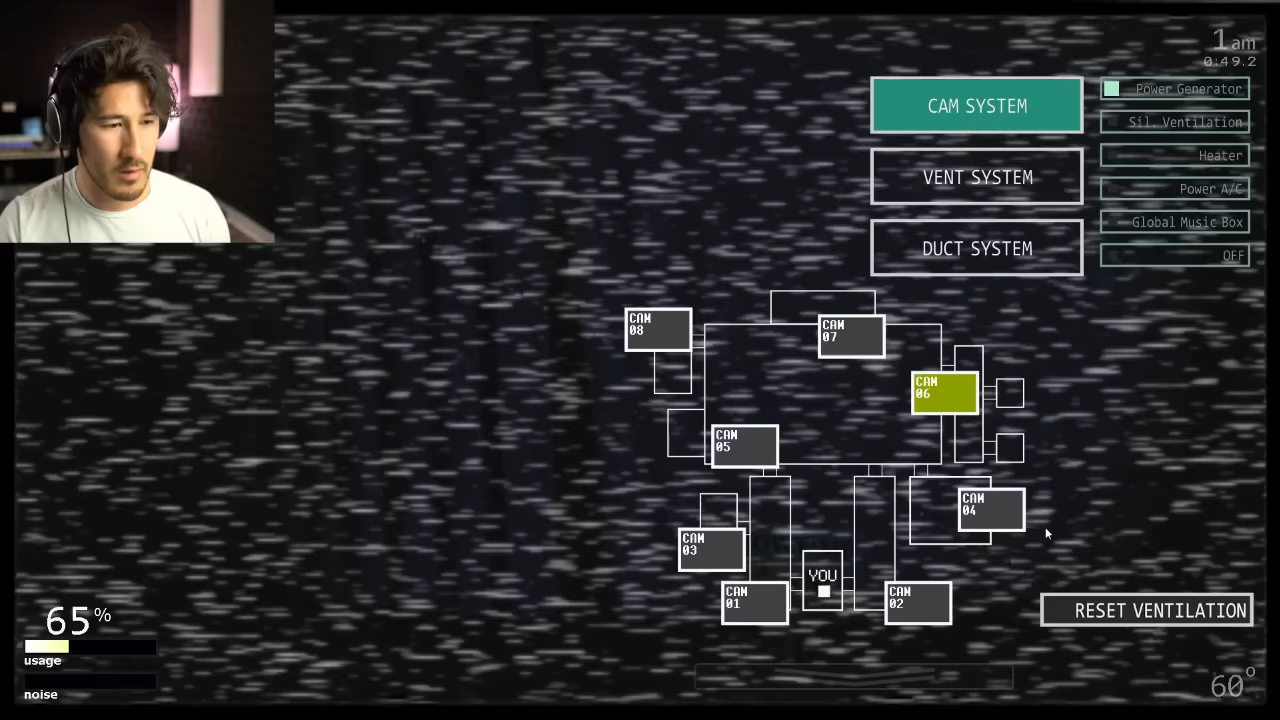 1 am
0:49.2
CAM SYSTEM
VENT SYSTEM
DUCT SYSTEM
Power Generator
Sil. Ventilation
Heater
Power A/C
Global Music Box
OFF
CAM
08
CAM
07
CAM
06
CAM
05
CAM
04
CAM
03
CAM
01
YOU
CAM
02
RESET VENTILATION
65%
usage
noise
60°